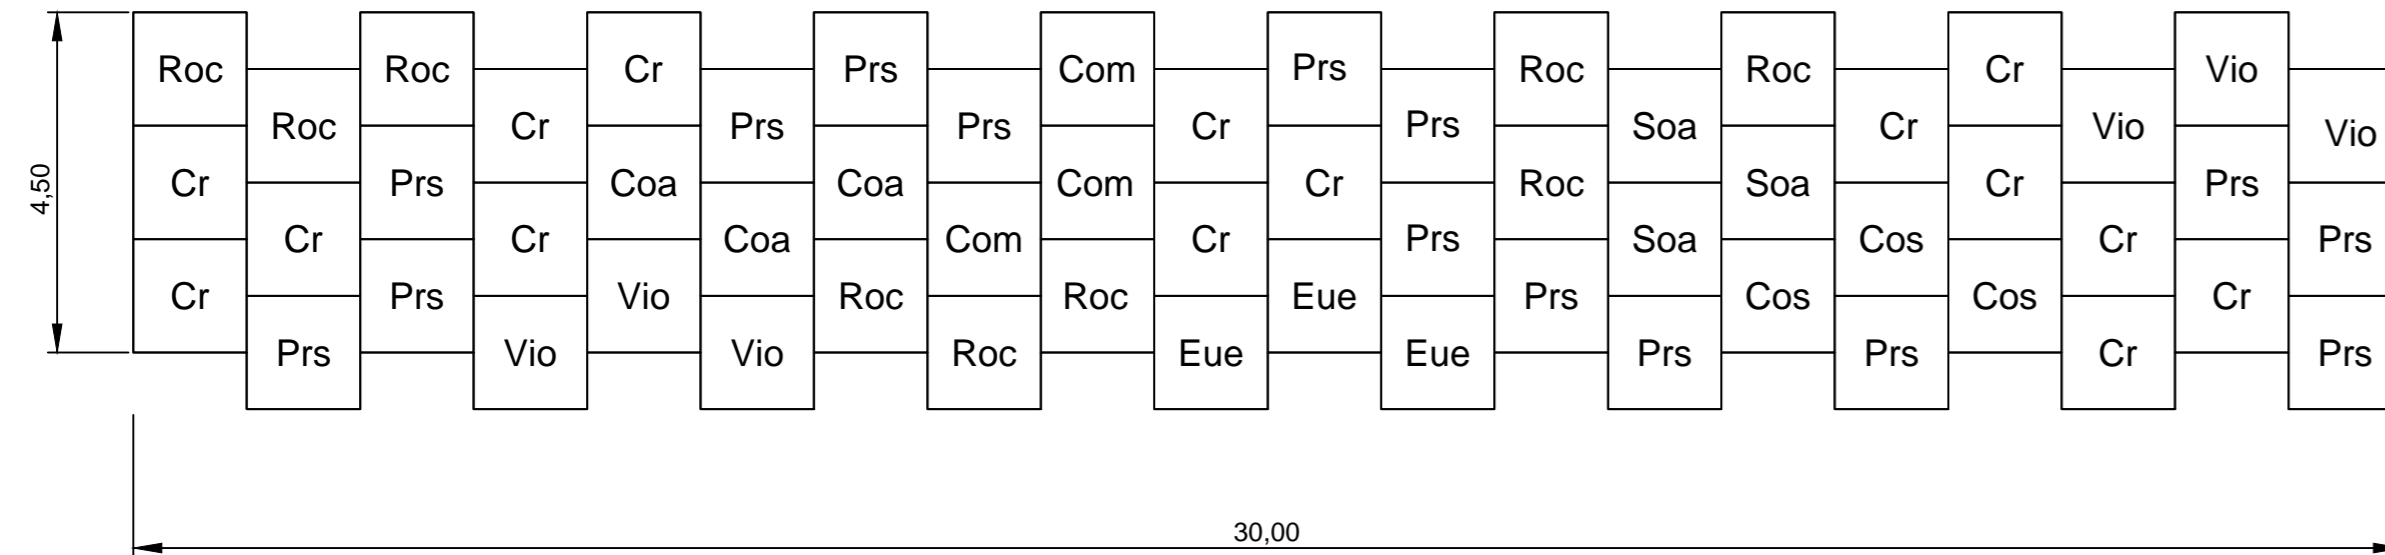 Roc Roc Cr Prs Com Prs Roc Roc Cr Vio
Roc Cr Prs Prs Cr Prs Soa Cr Vio Vio
Cr Prs Coa Coa Com Cr Roc Soa Cr Prs
Cr Cr Coa Com Cr Prs Soa Cos Cr Prs
Cr Prs Vio Roc Roc Eue Prs Cos Cos Cr
Prs Vio Vio Roc Eue Eue Prs Prs Cr Prs
4,50
30,00